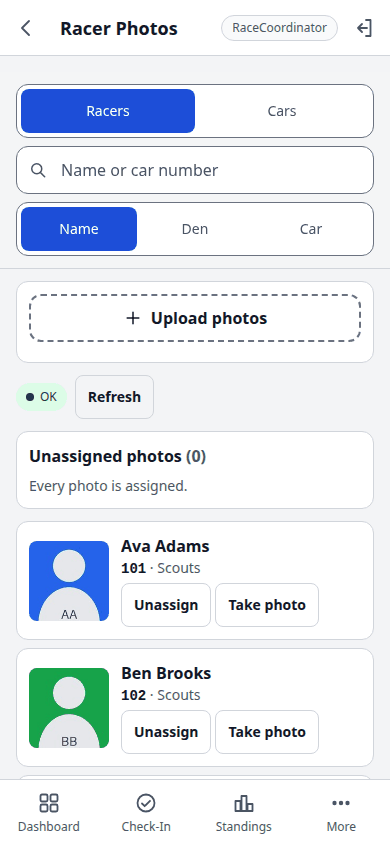 Racer Photos
RaceCoordinator
Racers
Cars
Name or car number
Name
Den
Car
Upload photos
OK
Refresh
Unassigned photos (0)
Every photo is assigned.
AA
Ava Adams
101 · Scouts
Unassign
Take photo
BB
Ben Brooks
102 · Scouts
Unassign
Take photo
Dashboard
Check-In
Standings
More